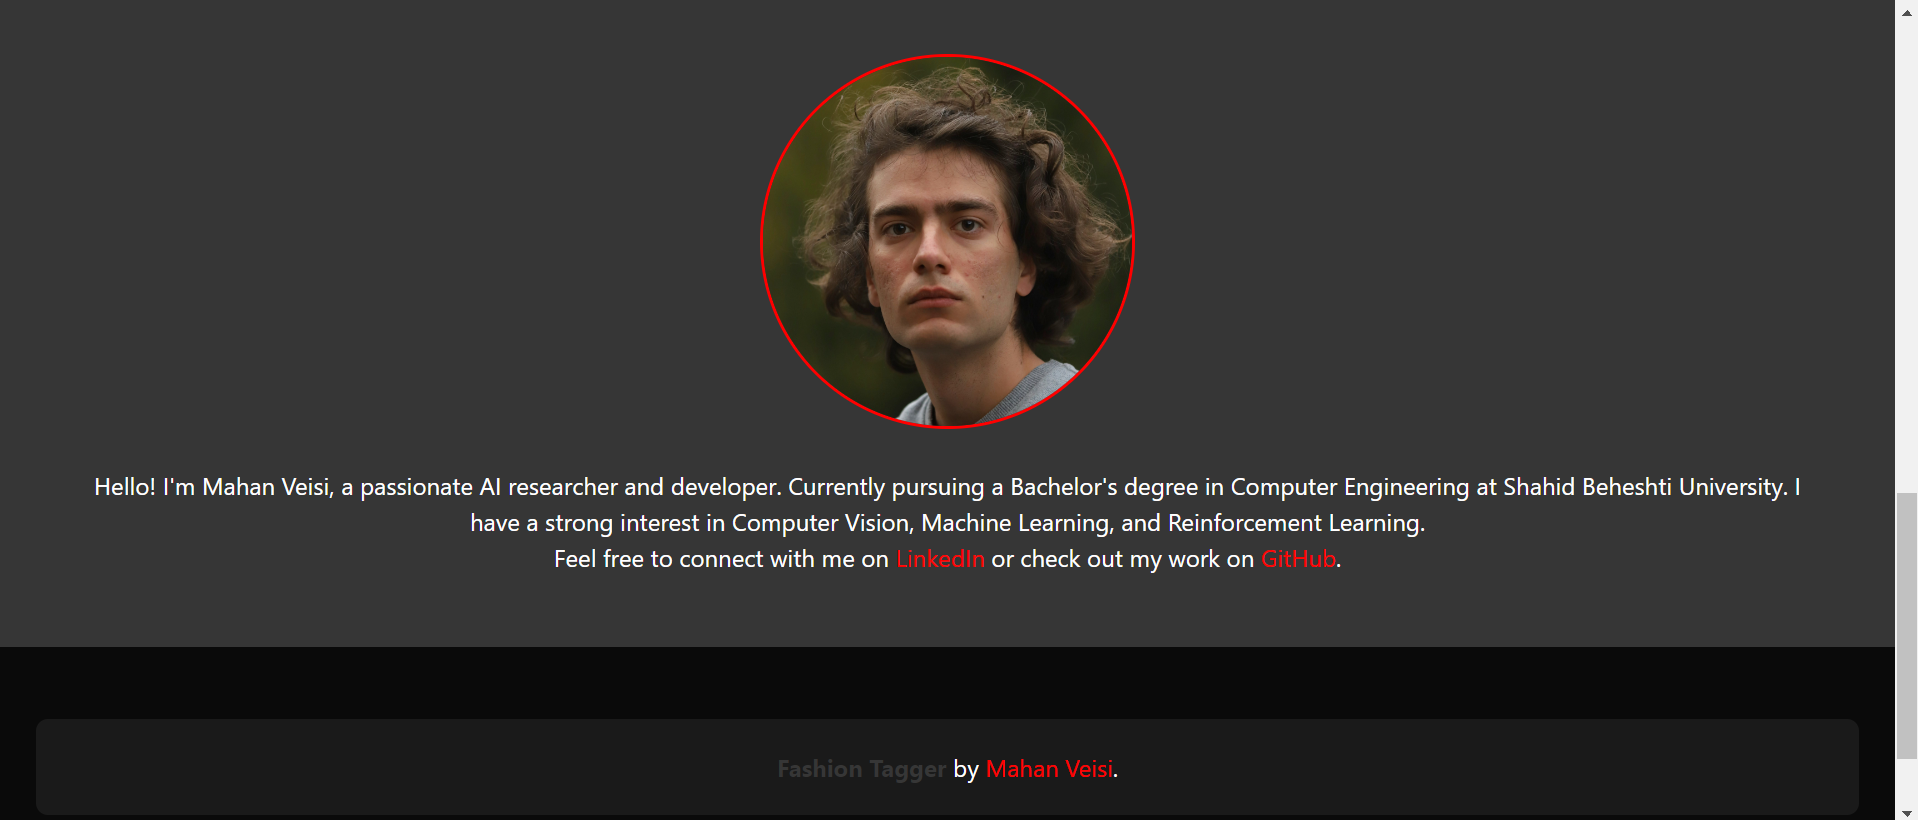 Hello! I'm Mahan Veisi, a passionate AI researcher and developer. Currently pursuing a Bachelor's degree in Computer Engineering at Shahid Beheshti University. I
have a strong interest in Computer Vision, Machine Learning, and Reinforcement Learning.
Feel free to connect with me on LinkedIn or check out my work on GitHub.
Fashion Tagger by Mahan Veisi.